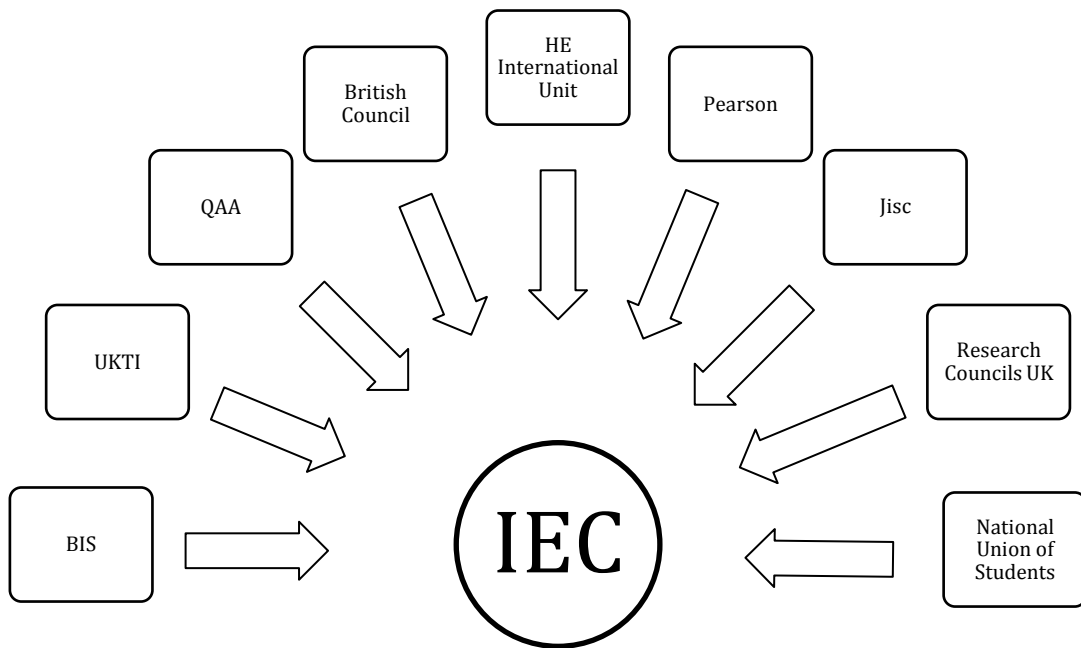 HE
International
Unit
British
Council
Pearson
QAA
Jisc
UKTI
Research
Councils UK
BIS
IEC
National
Union of
Students